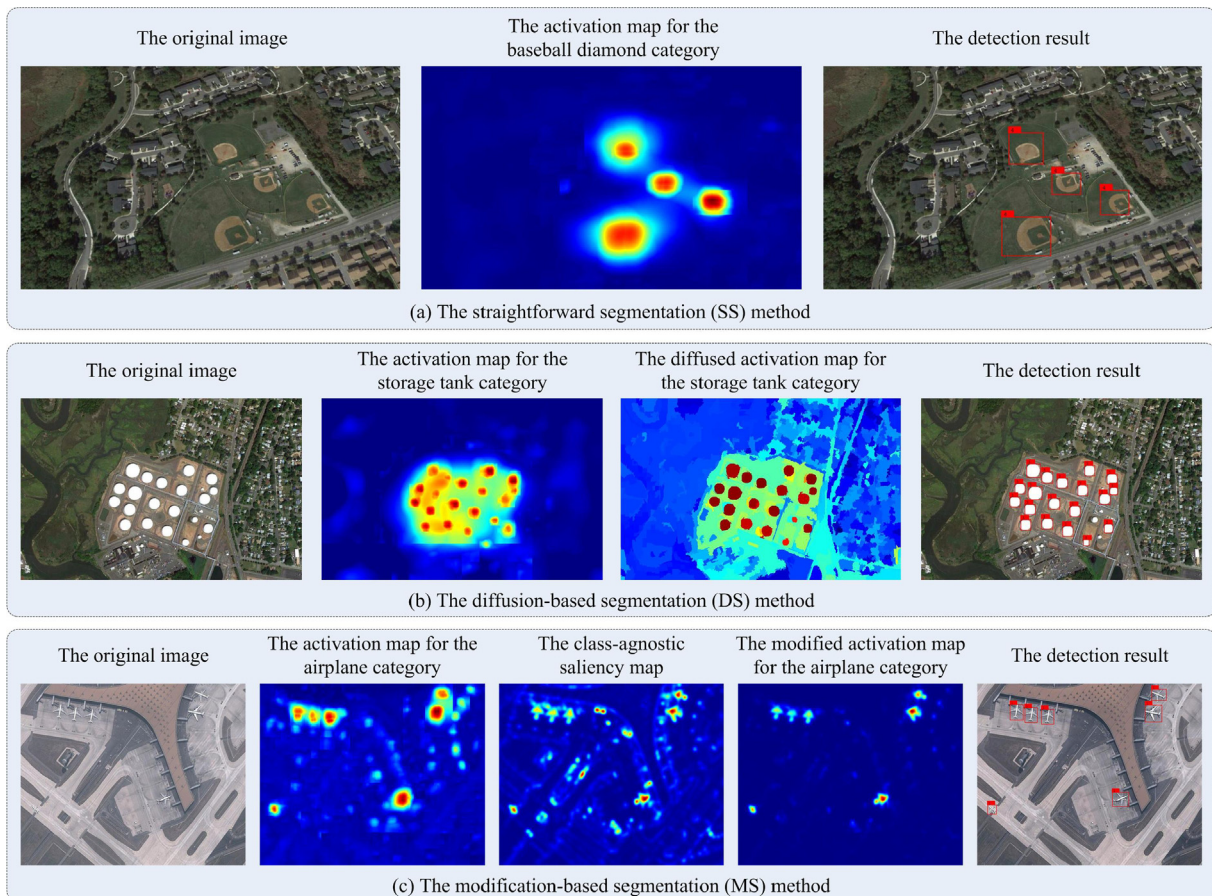 The original image
The activation map for the
baseball diamond category
The detection result
(a) The straightforward segmentation (SS) method
The original image
The activation map for the
storage tank category
The diffused activation map for
the storage tank category
The detection result
(b) The diffusion-based segmentation (DS) method
The original image
The activation map for the
airplane category
The class-agnostic
saliency map
The modified activation map
for the airplane category
The detection result
(c) The modification-based segmentation (MS) method